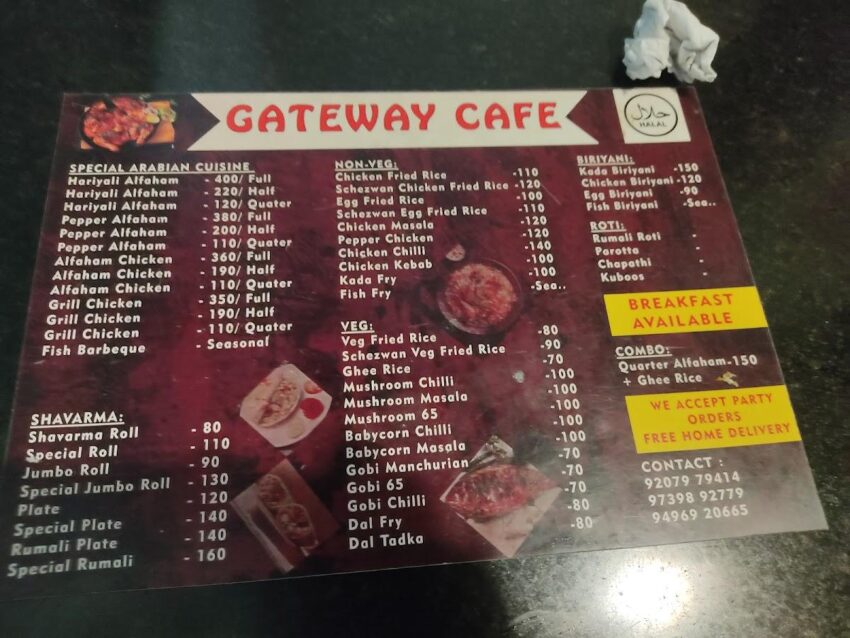 GATEWAY CAFE
حلال
HALAL
SPECIAL ARABIAN CUISINE
Hariyali Alfaham - 400/ Full
Hariyali Alfaham - 220/ Half
Hariyali Alfaham - 120/ Quater
Pepper Alfaham - 380/ Full
Pepper Alfaham - 200/ Half
Pepper Alfaham - 110/ Quater
Alfaham Chicken - 360/ Full
Alfaham Chicken - 190/ Half
Alfaham Chicken - 110/ Quater
Grill Chicken - 350/ Full
Grill Chicken - 190/ Half
Grill Chicken - 110/ Quater
Fish Barbeque - Seasonal
SHAVARMA:
Shavarma Roll - 80
Special Roll - 110
Jumbo Roll - 90
Special Jumbo Roll - 130
Plate - 120
Special Plate - 140
Rumali Plate - 140
Special Rumali - 160
NON-VEG:
Chicken Fried Rice -110
Schezwan Chicken Fried Rice -120
Egg Fried Rice -100
Schezwan Egg Fried Rice -110
Chicken Masala -120
Pepper Chicken -120
Chicken Chilli -140
Chicken Kebab -100
Kada Fry -100
Fish Fry -Sea..
VEG:
Veg Fried Rice -80
Schezwan Veg Fried Rice -90
Ghee Rice -70
Mushroom Chilli -100
Mushroom Masala -100
Mushroom 65 -100
Babycorn Chilli -100
Babycorn Masala -100
Gobi Manchurian -70
Gobi 65 -70
Gobi Chilli -70
Dal Fry -80
Dal Tadka -80
BIRIYANI:
Kada Biriyani -150
Chicken Biriyani -120
Egg Biriyani -90
Fish Biriyani -Sea..
ROTI:
Rumali Roti -
Parotta -
Chapathi -
Kuboos -
BREAKFAST
AVAILABLE
COMBO:
Quarter Alfaham-150
+ Ghee Rice
WE ACCEPT PARTY
ORDERS
FREE HOME DELIVERY
CONTACT :
92079 79414
97398 92779
94969 20665